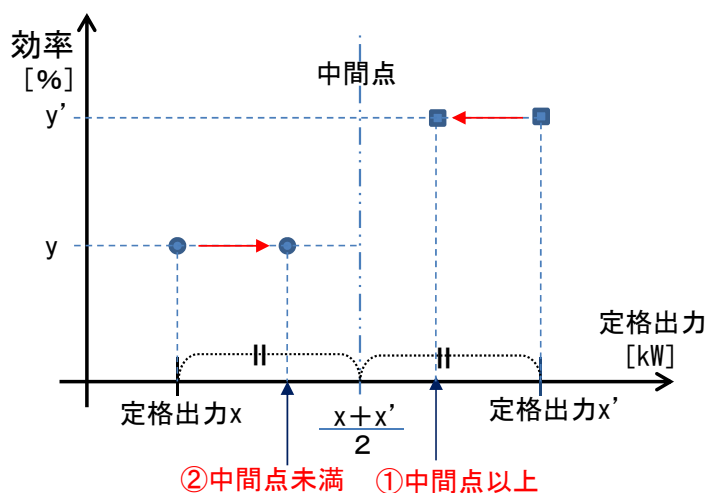 効率
[%]
中間点
y’
y
定格出力
[kW]
定格出力x
x＋x’
2
定格出力x’
②中間点未満
①中間点以上